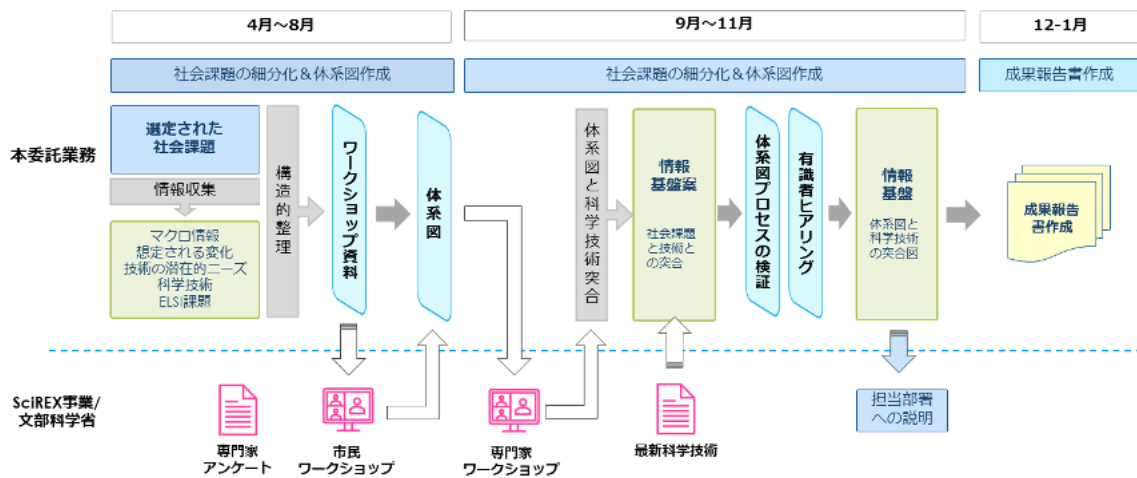 4月～8月
9月～11月
12-1月
社会課題の細分化＆体系図作成
社会課題の細分化＆体系図作成
成果報告書作成
本委託業務
選定された
社会課題
情報収集
マクロ情報
想定される変化
技術の潜在的ニーズ
科学技術
ELSI課題
構造的整理
ワークショップ資料
体系図
体系図と科学技術突合
情報
基盤案
社会課題
と技術と
の突合
体系図プロセスの検証
有識者ヒアリング
情報
基盤
体系図と
科学技術
の突合図
成果報告
書作成
SciREX事業/
文部科学省
専門家
アンケート
市民
ワークショップ
専門家
ワークショップ
最新科学技術
担当部署
への説明